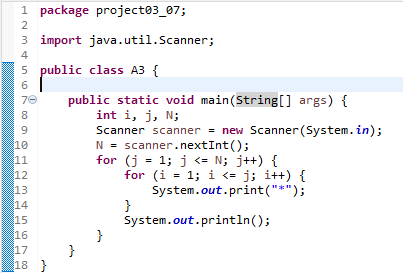 1 package project03_07;
2
3 import java.util.Scanner;
4
5 public class A3 {
6
7 public static void main(String[] args) {
8 int i, j, N;
9 Scanner scanner = new Scanner(System.in);
10 N = scanner.nextInt();
11 for (j = 1; j <= N; j++) {
12 for (i = 1; i <= j; i++) {
13 System.out.print("*");
14 }
15 System.out.println();
16 }
17 }
18 }